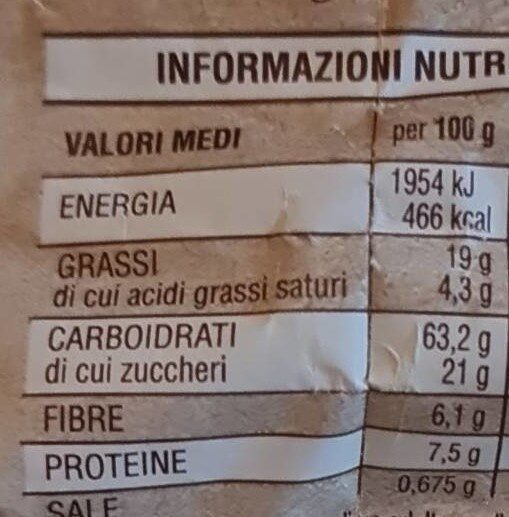 INFORMAZIONI NUTR
VALORI MEDI per 100 g
ENERGIA 1954 kJ
466 kcal
GRASSI 19 g
di cui acidi grassi saturi 4,3 g
CARBOIDRATI 63,2 g
di cui zuccheri 21 g
FIBRE 6,1 g
PROTEINE 7,5 g
SALE 0,675 g